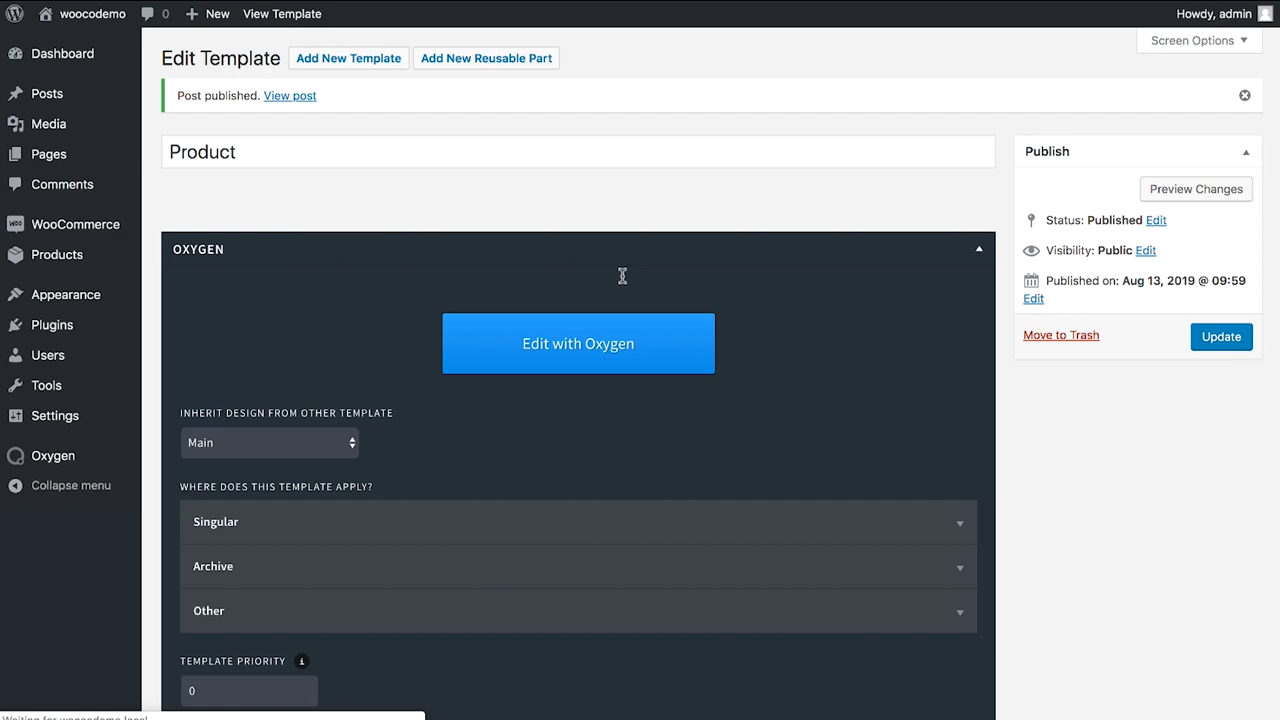 woocodemo 0 New View Template Howdy, admin
Dashboard
Posts
Media
Pages
Comments
WOO WooCommerce
Products
Appearance
Plugins
Users
Tools
Settings
Oxygen
Collapse menu
Screen Options
Edit Template Add New Template Add New Reusable Part
Post published. View post
Product
OXYGEN
Edit with Oxygen
INHERIT DESIGN FROM OTHER TEMPLATE
Main
WHERE DOES THIS TEMPLATE APPLY?
Singular
Archive
Other
TEMPLATE PRIORITY i
0
Publish
Preview Changes
Status: Published Edit
Visibility: Public Edit
Published on: Aug 13, 2019 @ 09:59
Edit
Move to Trash Update